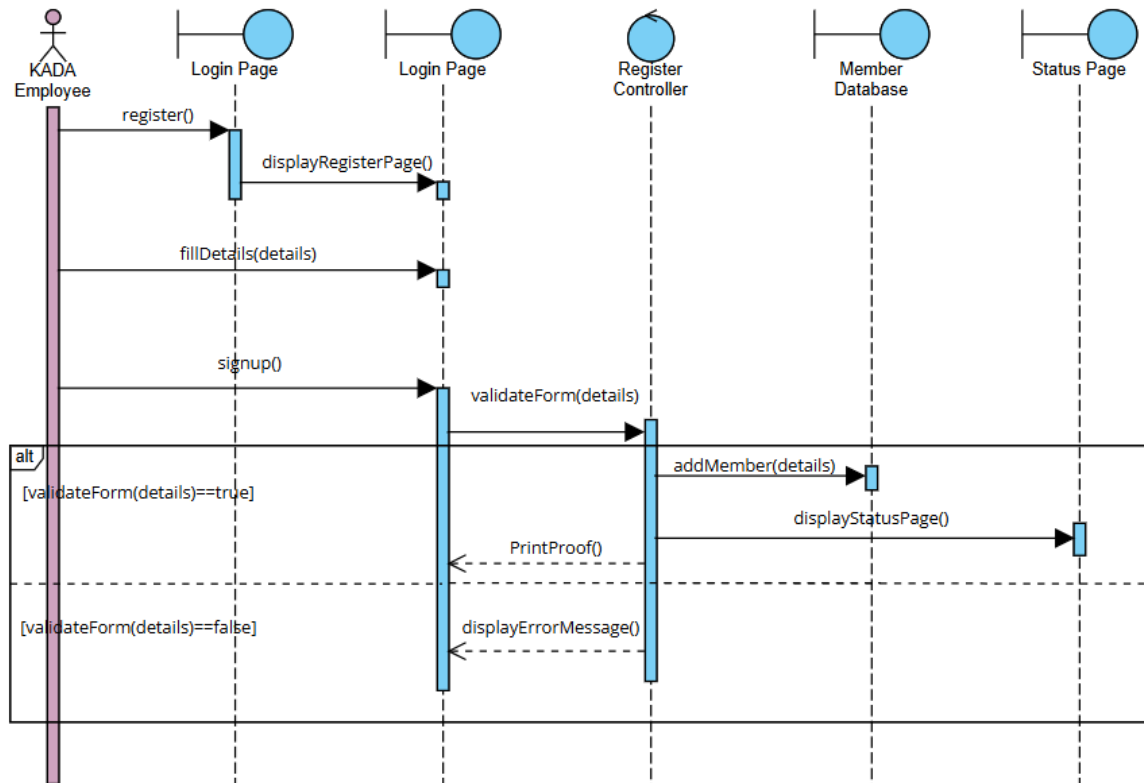 KADA
Employee
Login Page
Login Page
Register
Controller
Member
Database
Status Page
register()
displayRegisterPage()
fillDetails(details)
signup()
validateForm(details)
alt
addMember(details)
[validateForm(details)==true]
displayStatusPage()
PrintProof()
[validateForm(details)==false]
displayErrorMessage()